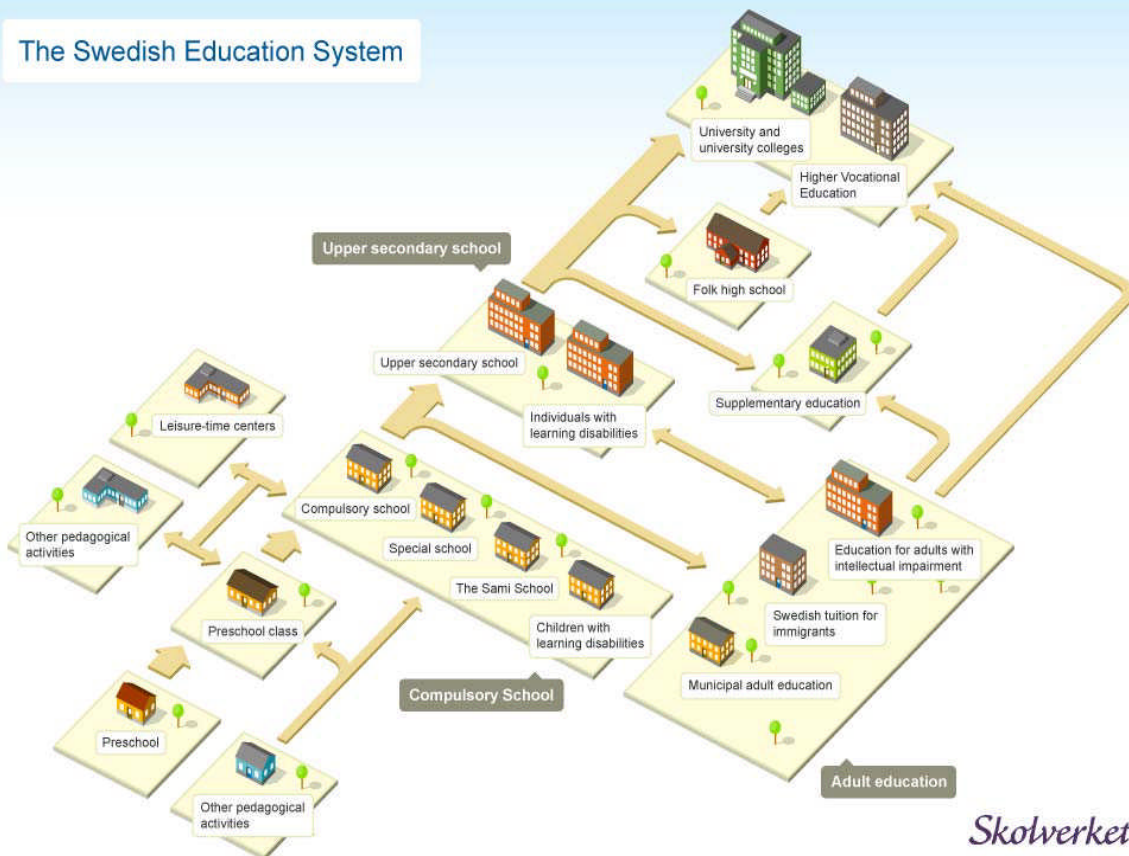 The Swedish Education System
University and
university colleges
Higher Vocational
Education
Upper secondary school
Folk high school
Upper secondary school
Supplementary education
Individuals with
learning disabilities
Leisure-time centers
Compulsory school
Other pedagogical
activities
Special school
Education for adults with
intellectual impairment
The Sami School
Swedish tuition for
immigrants
Preschool class
Children with
learning disabilities
Municipal adult education
Compulsory School
Preschool
Other pedagogical
activities
Adult education
Skolverket